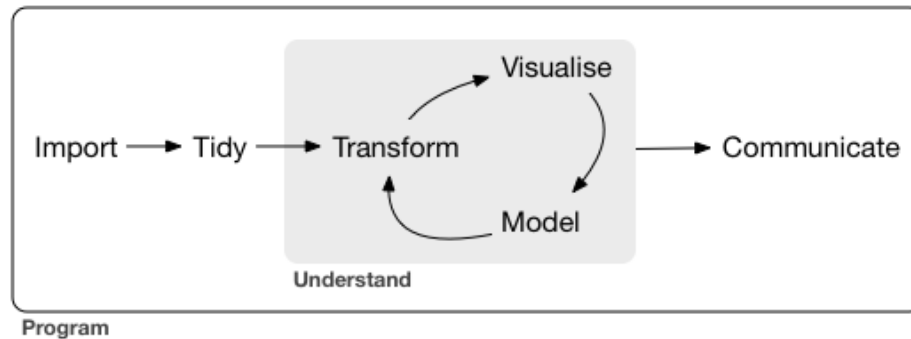 Visualise
Import Tidy Transform Communicate
Model
Understand
Program